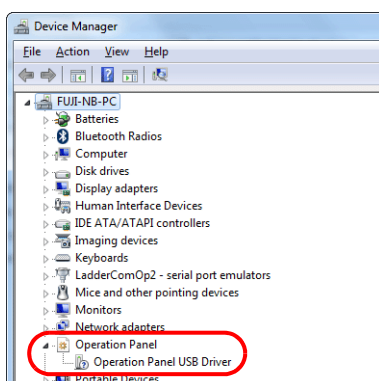 Device Manager
File Action View Help
FUJI-NB-PC
Batteries
Bluetooth Radios
Computer
Disk drives
Display adapters
Human Interface Devices
IDE ATA/ATAPI controllers
Imaging devices
Keyboards
LadderComOp2 - serial port emulators
Mice and other pointing devices
Monitors
Network adapters
Operation Panel
Operation Panel USB Driver
Portable Devices